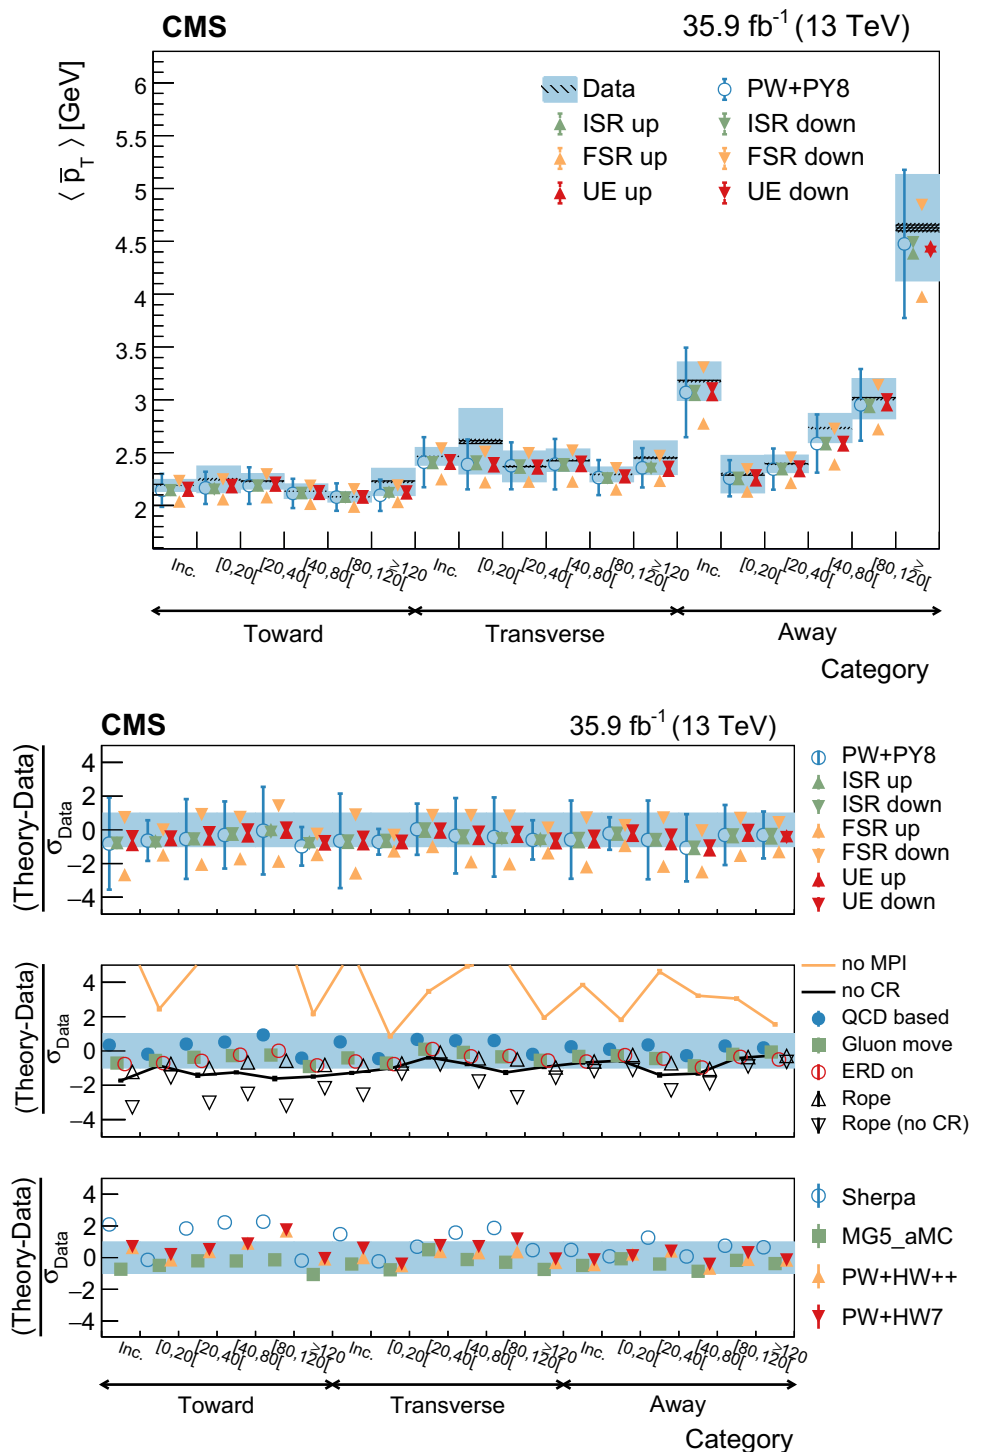 CMS 35.9 fb⁻¹ (13 TeV)
⟨ p̄_T ⟩ [GeV]
6
5.5
5
4.5
4
3.5
3
2.5
2
Data PW+PY8
ISR up ISR down
FSR up FSR down
UE up UE down
Inc. [0,20[ [20,40[ [40,80[ [80,120[ ≥120 Inc. [0,20[ [20,40[ [40,80[ [80,120[ ≥120 Inc. [0,20[ [20,40[ [40,80[ [80,120[ ≥
Toward Transverse Away
Category
CMS 35.9 fb⁻¹ (13 TeV)
(Theory-Data)
σ_Data
4
2
0
−2
−4
PW+PY8
ISR up
ISR down
FSR up
FSR down
UE up
UE down
(Theory-Data)
σ_Data
4
2
0
−2
−4
no MPI
no CR
QCD based
Gluon move
ERD on
Rope
Rope (no CR)
(Theory-Data)
σ_Data
4
2
0
−2
−4
Sherpa
MG5_aMC
PW+HW++
PW+HW7
Inc. [0,20[ [20,40[ [40,80[ [80,120[ ≥120 Inc. [0,20[ [20,40[ [40,80[ [80,120[ ≥120 Inc. [0,20[ [20,40[ [40,80[ [80,120[ ≥120
Toward Transverse Away
Category